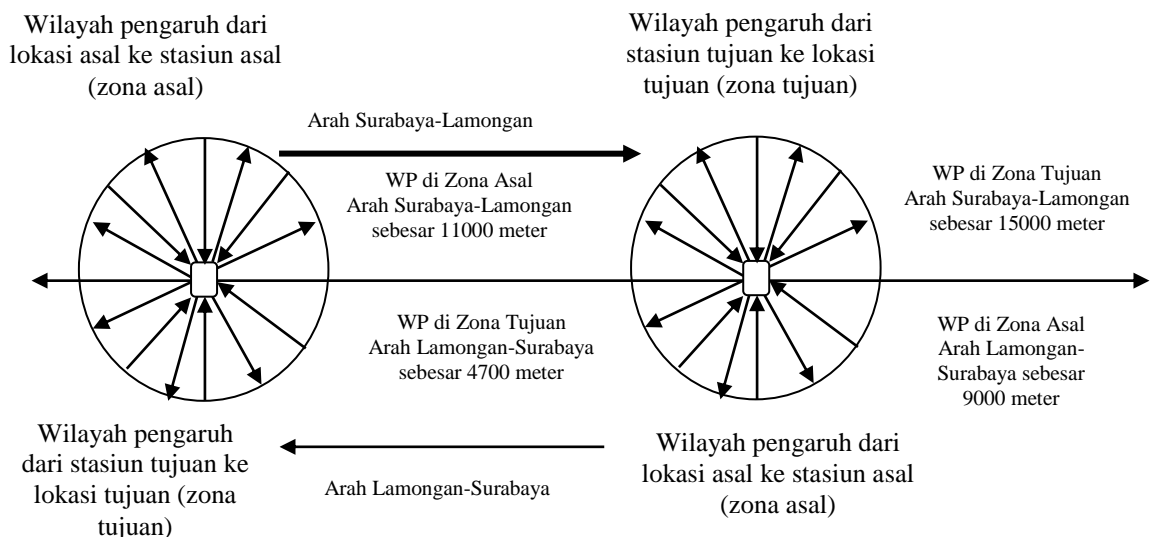 Wilayah pengaruh dari
lokasi asal ke stasiun asal
(zona asal)
Wilayah pengaruh dari
stasiun tujuan ke lokasi
tujuan (zona tujuan)
Arah Surabaya-Lamongan
WP di Zona Asal
Arah Surabaya-Lamongan
sebesar 11000 meter
WP di Zona Tujuan
Arah Surabaya-Lamongan
sebesar 15000 meter
WP di Zona Tujuan
Arah Lamongan-Surabaya
sebesar 4700 meter
WP di Zona Asal
Arah Lamongan-
Surabaya sebesar
9000 meter
Wilayah pengaruh
dari stasiun tujuan ke
lokasi tujuan (zona
tujuan)
Arah Lamongan-Surabaya
Wilayah pengaruh dari
lokasi asal ke stasiun asal
(zona asal)